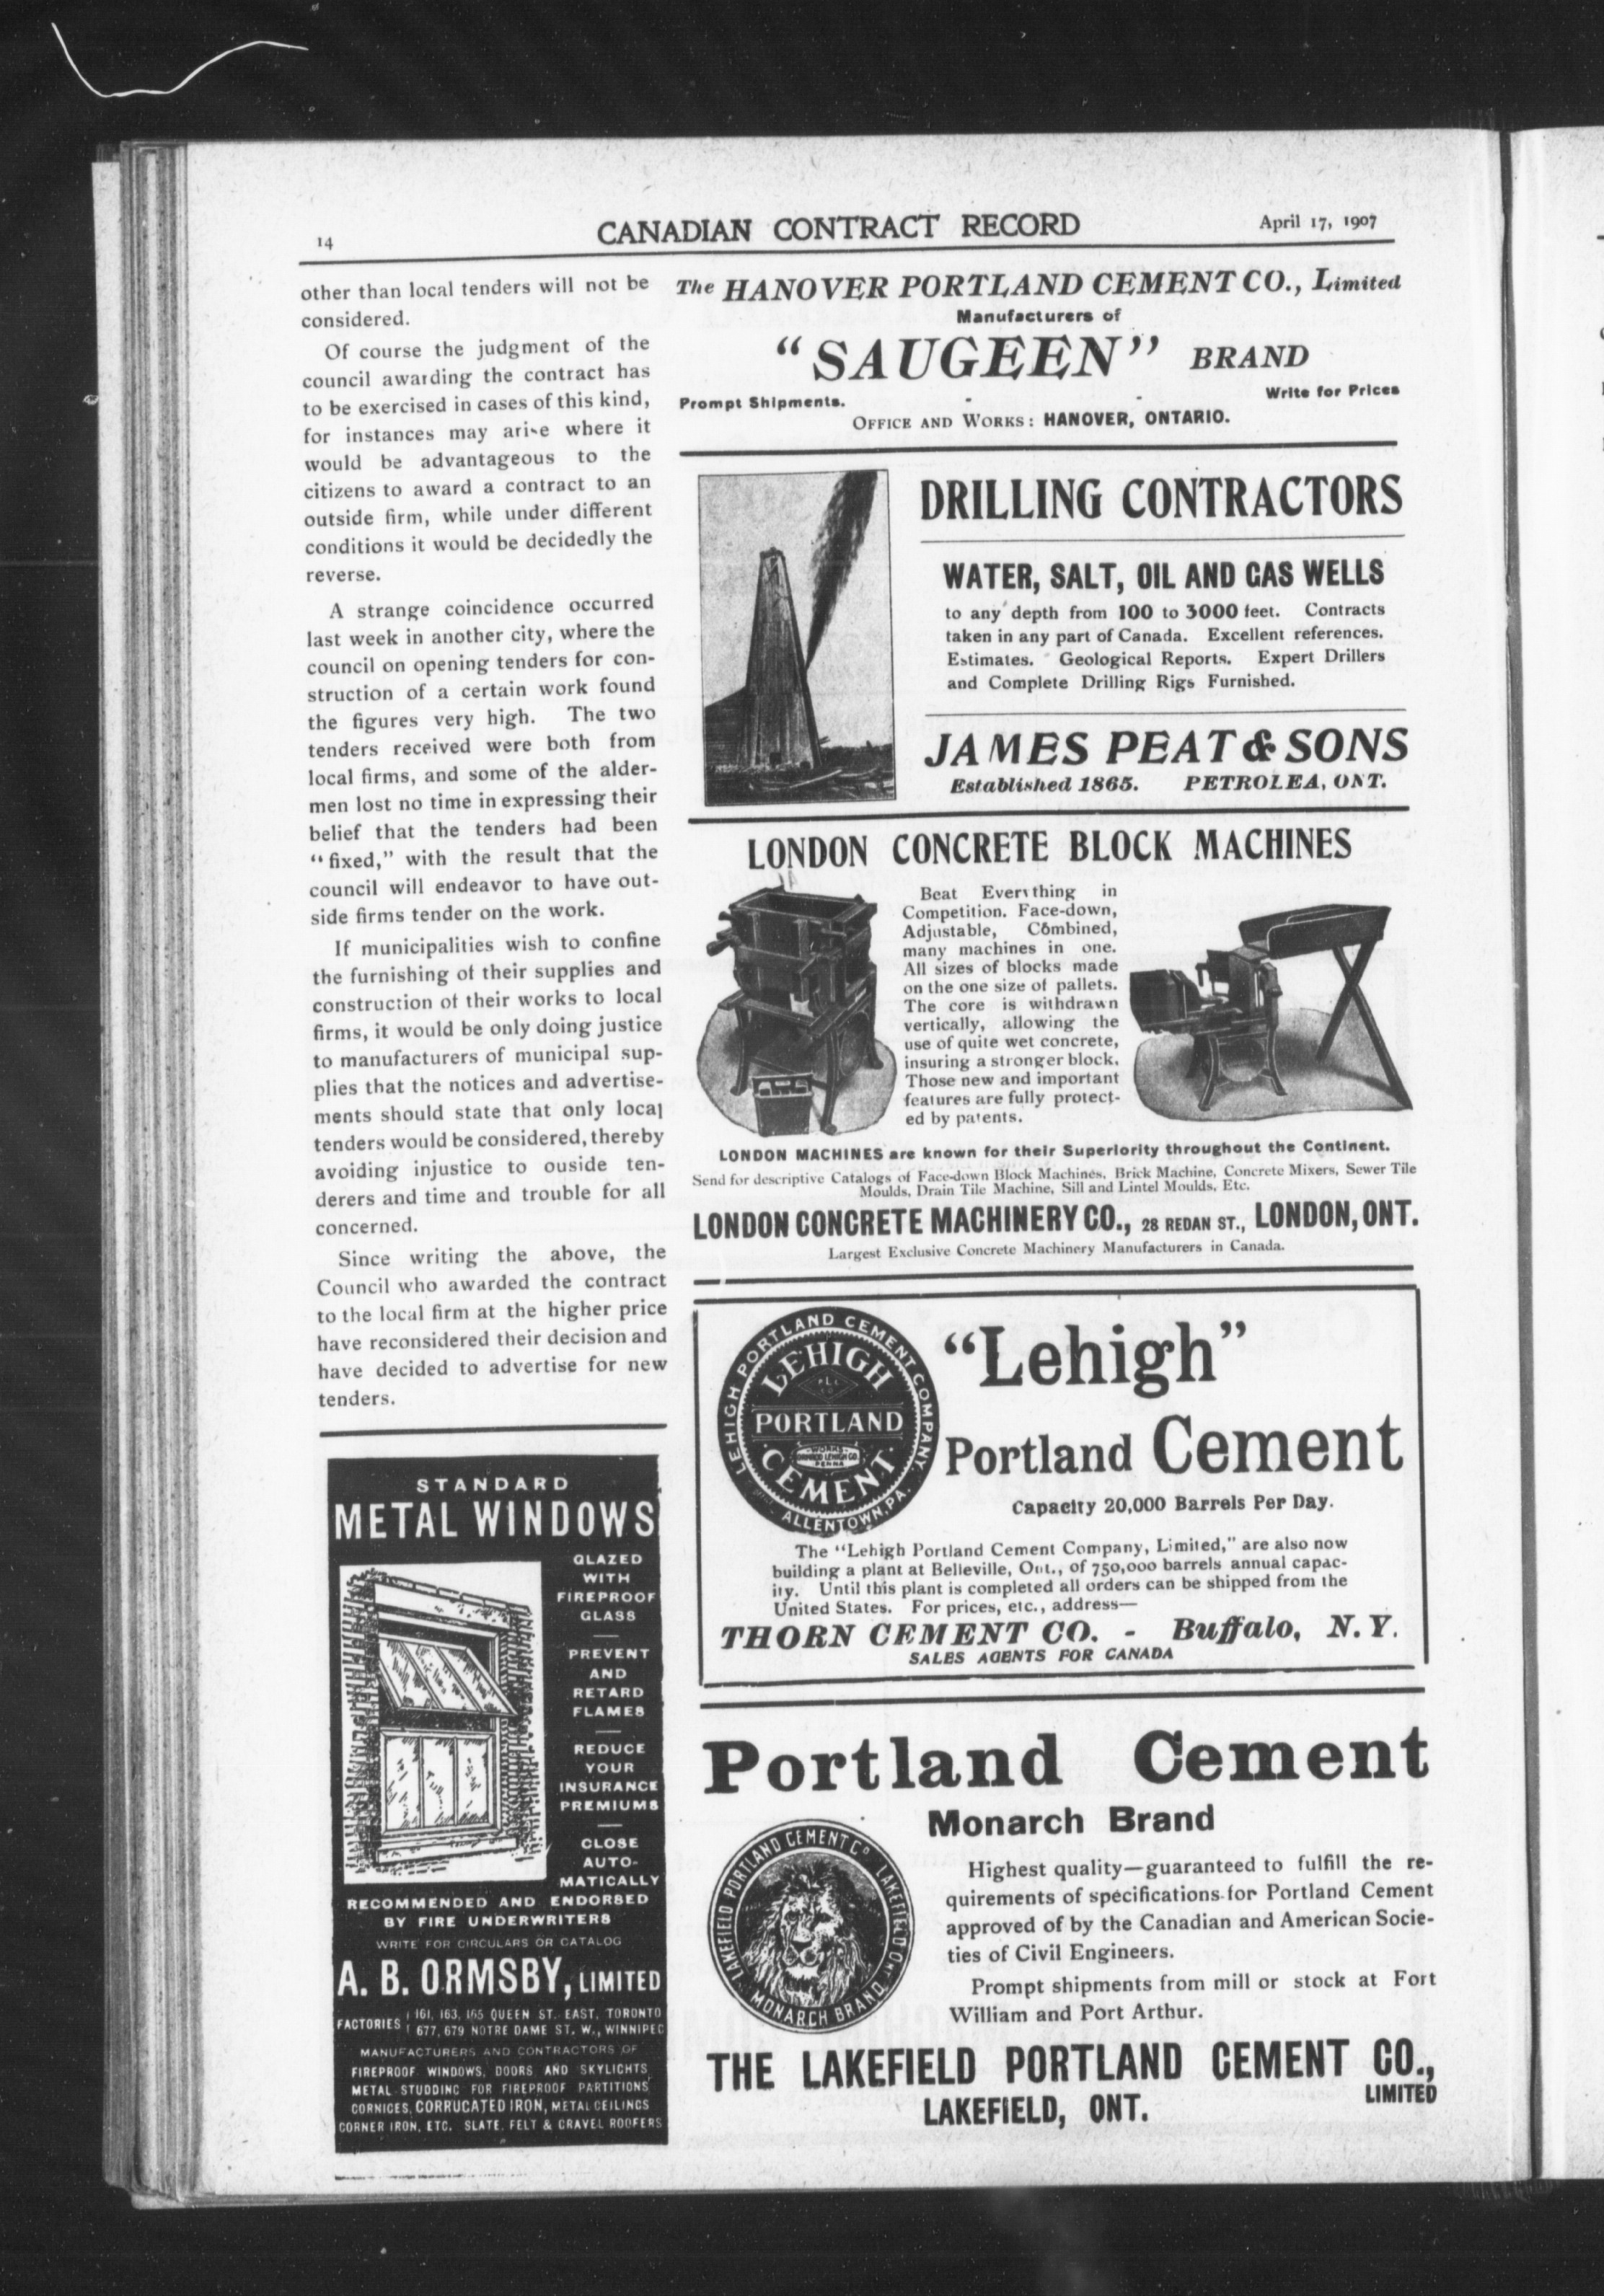 14
CANADIAN CONTRACT RECORD
April 17, 1907
other than local tenders will not be
considered.
Of course the judgment of the
council awarding the contract has
to be exercised in cases of this kind,
for instances may arise where it
would be advantageous to the
citizens to award a contract to an
outside firm, while under different
conditions it would be decidedly the
reverse.
A strange coincidence occurred
last week in another city, where the
council on opening tenders for con-
struction of a certain work found
the figures very high. The two
tenders received were both from
local firms, and some of the alder-
men lost no time in expressing their
belief that the tenders had been
"fixed," with the result that the
council will endeavor to have out-
side firms tender on the work.
If municipalities wish to confine
the furnishing of their supplies and
construction of their works to local
firms, it would be only doing justice
to manufacturers of municipal sup-
plies that the notices and advertise-
ments should state that only local
tenders would be considered, thereby
avoiding injustice to ouside ten-
derers and time and trouble for all
concerned.
Since writing the above, the
Council who awarded the contract
to the local firm at the higher price
have reconsidered their decision and
have decided to advertise for new
tenders.
STANDARD
METAL WINDOWS
GLAZED
WITH
FIREPROOF
GLASS
PREVENT
AND
RETARD
FLAMES
REDUCE
YOUR
INSURANCE
PREMIUMS
CLOSE
AUTO-
MATICALLY
RECOMMENDED AND ENDORSED
BY FIRE UNDERWRITERS
WRITE FOR CIRCULARS OR CATALOG
A. B. ORMSBY, LIMITED
FACTORIES
161, 163, 165 QUEEN ST. EAST, TORONTO
677, 679 NOTRE DAME ST. W., WINNIPEG
MANUFACTURERS AND CONTRACTORS OF
FIREPROOF WINDOWS, DOORS AND SKYLIGHTS
METAL STUDDING FOR FIREPROOF PARTITIONS
CORNICES, CORRUGATED IRON, METAL CEILINGS
CORNER IRON, ETC. SLATE, FELT & GRAVEL ROOFERS
The HANOVER PORTLAND CEMENT CO., Limited
Manufacturers of
"SAUGEEN" BRAND
Prompt Shipments.
Write for Prices
OFFICE AND WORKS: HANOVER, ONTARIO.
DRILLING CONTRACTORS
WATER, SALT, OIL AND GAS WELLS
to any depth from 100 to 3000 feet. Contracts
taken in any part of Canada. Excellent references.
Estimates. Geological Reports. Expert Drillers
and Complete Drilling Rigs Furnished.
JAMES PEAT & SONS
Established 1865. PETROLEA, ONT.
LONDON CONCRETE BLOCK MACHINES
Beat Everything in
Competition. Face-down,
Adjustable, Combined,
many machines in one.
All sizes of blocks made
on the one size of pallets.
The core is withdrawn
vertically, allowing the
use of quite wet concrete,
insuring a stronger block.
Those new and important
features are fully protect-
ed by patents.
LONDON MACHINES are known for their Superiority throughout the Continent.
Send for descriptive Catalogs of Face-down Block Machines, Brick Machine, Concrete Mixers, Sewer Tile
Moulds, Drain Tile Machine, Sill and Lintel Moulds, Etc.
LONDON CONCRETE MACHINERY CO., 28 REDAN ST., LONDON, ONT.
Largest Exclusive Concrete Machinery Manufacturers in Canada.
LEHIGH PORTLAND CEMENT COMPANY.
ALLENTOWN, PA.
LEHIGH
PORTLAND
CEMENT
"Lehigh"
Portland Cement
Capacity 20,000 Barrels Per Day.
The "Lehigh Portland Cement Company, Limited," are also now
building a plant at Belleville, Ont., of 750,000 barrels annual capac-
ity. Until this plant is completed all orders can be shipped from the
United States. For prices, etc., address—
THORN CEMENT CO. - Buffalo, N. Y.
SALES AGENTS FOR CANADA
Portland Cement
Monarch Brand
LAKEFIELD PORTLAND CEMENT CO LAKEFIELD ONT
MONARCH BRAND
Highest quality—guaranteed to fulfill the re-
quirements of specifications for Portland Cement
approved of by the Canadian and American Socie-
ties of Civil Engineers.
Prompt shipments from mill or stock at Fort
William and Port Arthur.
THE LAKEFIELD PORTLAND CEMENT CO.,
LIMITED
LAKEFIELD, ONT.